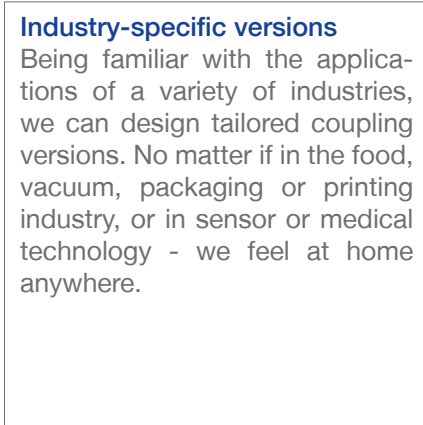 Industry-specific versions
Being familiar with the applica-
tions of a variety of industries,
we can design tailored coupling
versions. No matter if in the food,
vacuum, packaging or printing
industry, or in sensor or medical
technology - we feel at home
anywhere.